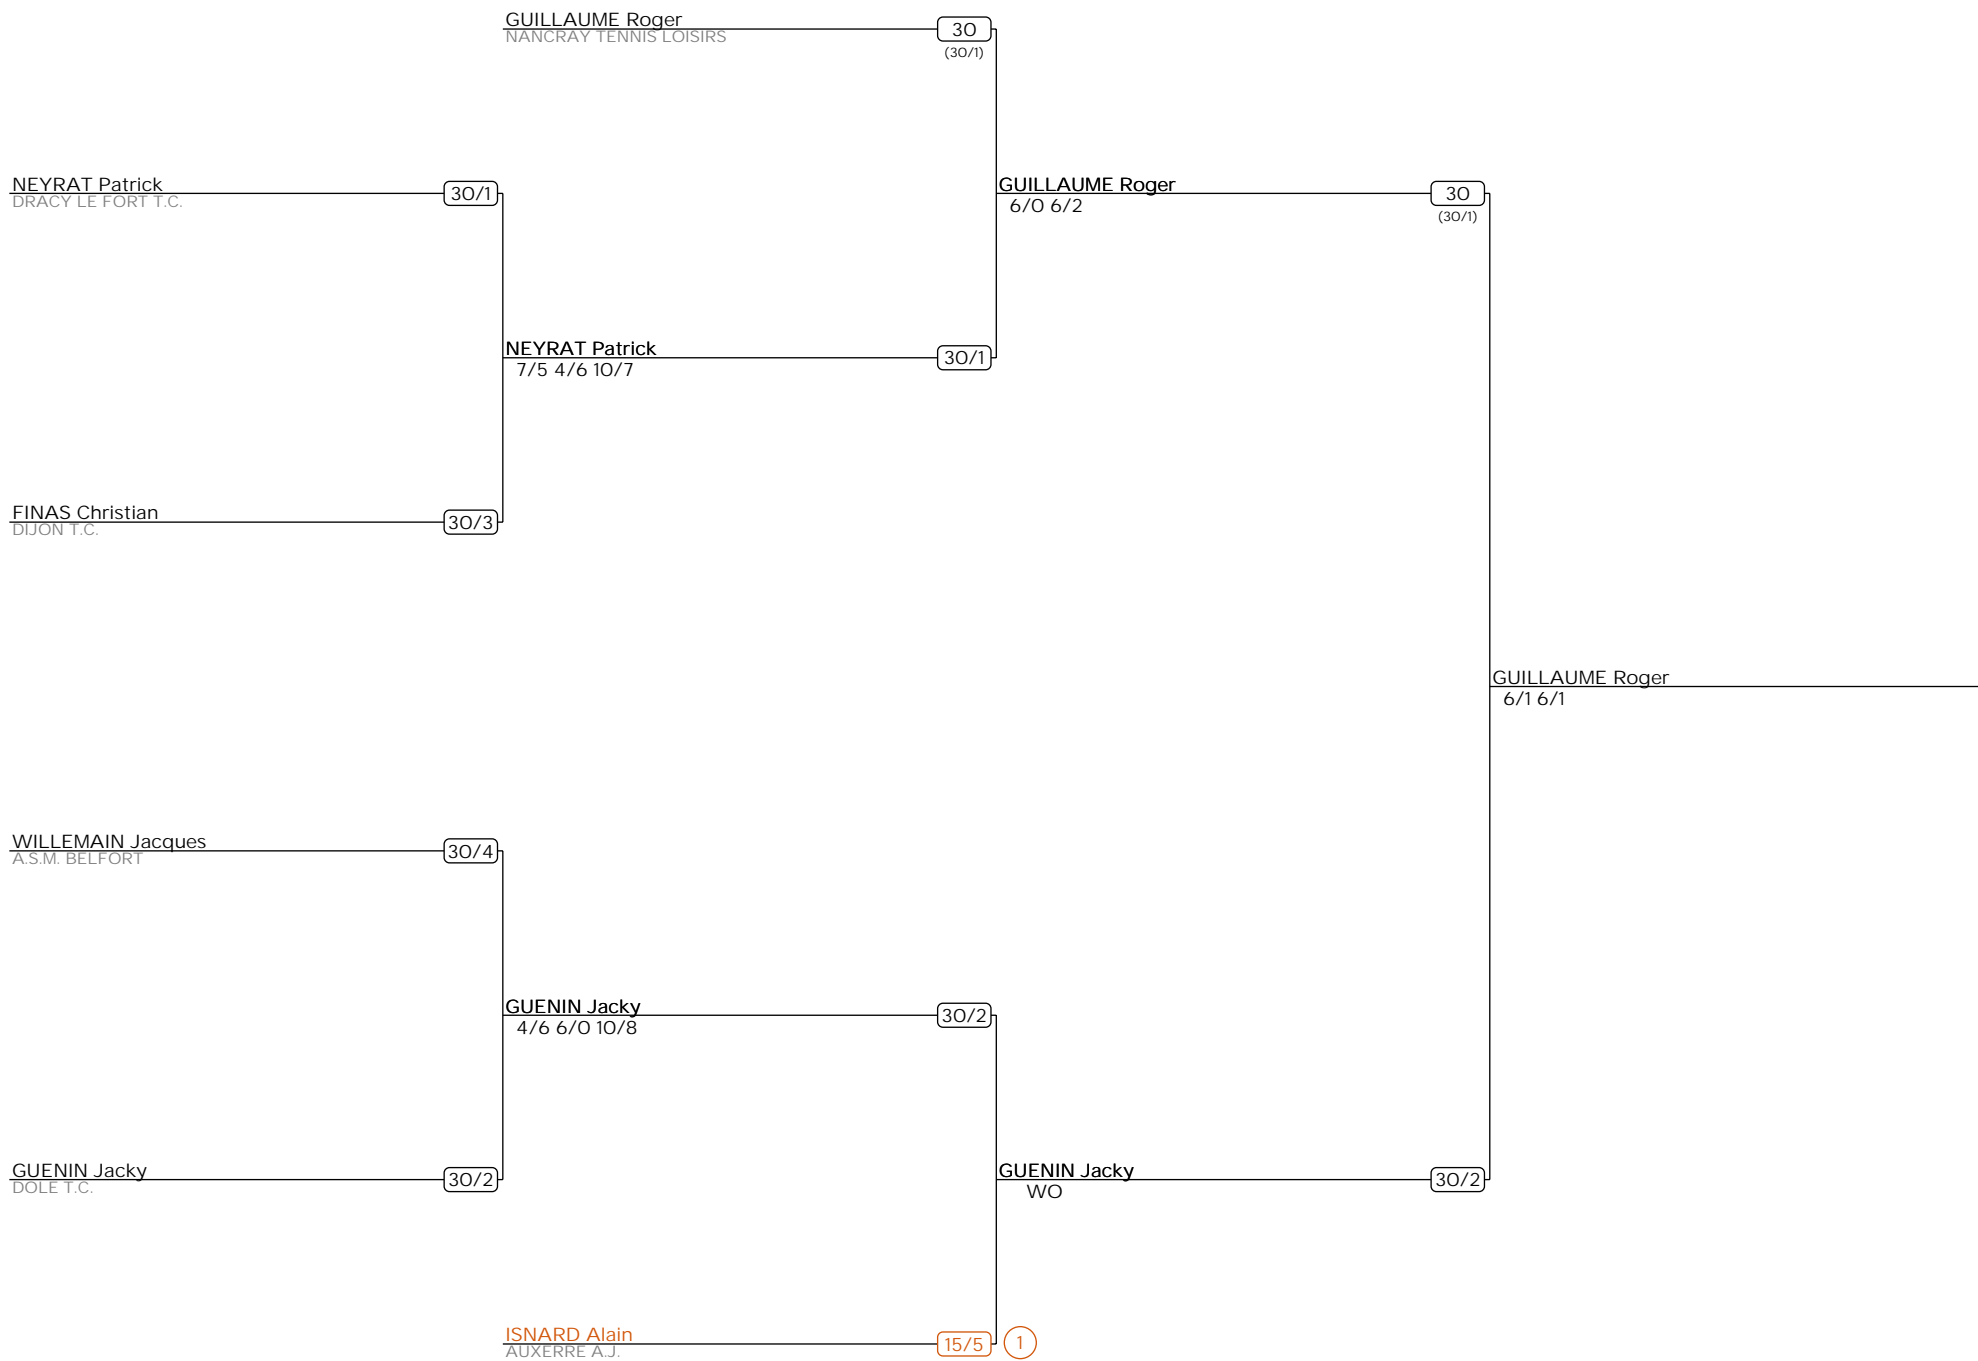 GUILLAUME Roger
NANCRAY TENNIS LOISIRS
30
(30/1)
NEYRAT Patrick
DRACY LE FORT T.C.
30/1
GUILLAUME Roger
6/0 6/2
30
(30/1)
NEYRAT Patrick
7/5 4/6 10/7
30/1
FINAS Christian
DIJON T.C.
30/3
GUILLAUME Roger
6/1 6/1
WILLEMAIN Jacques
A.S.M. BELFORT
30/4
GUENIN Jacky
4/6 6/0 10/8
30/2
GUENIN Jacky
DOLE T.C.
30/2
GUENIN Jacky
WO
30/2
ISNARD Alain
AUXERRE A.J.
15/5
1